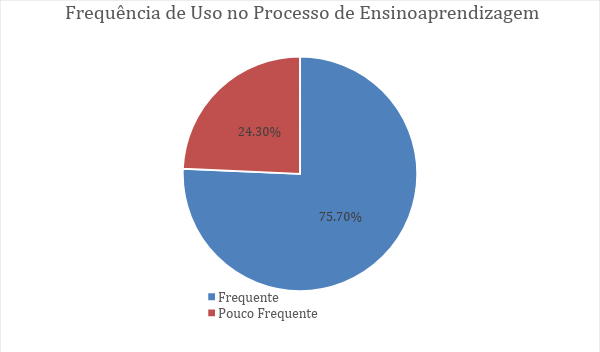 Frequência de Uso no Processo de Ensinoaprendizagem
24.30%
75.70%
Frequente
Pouco Frequente